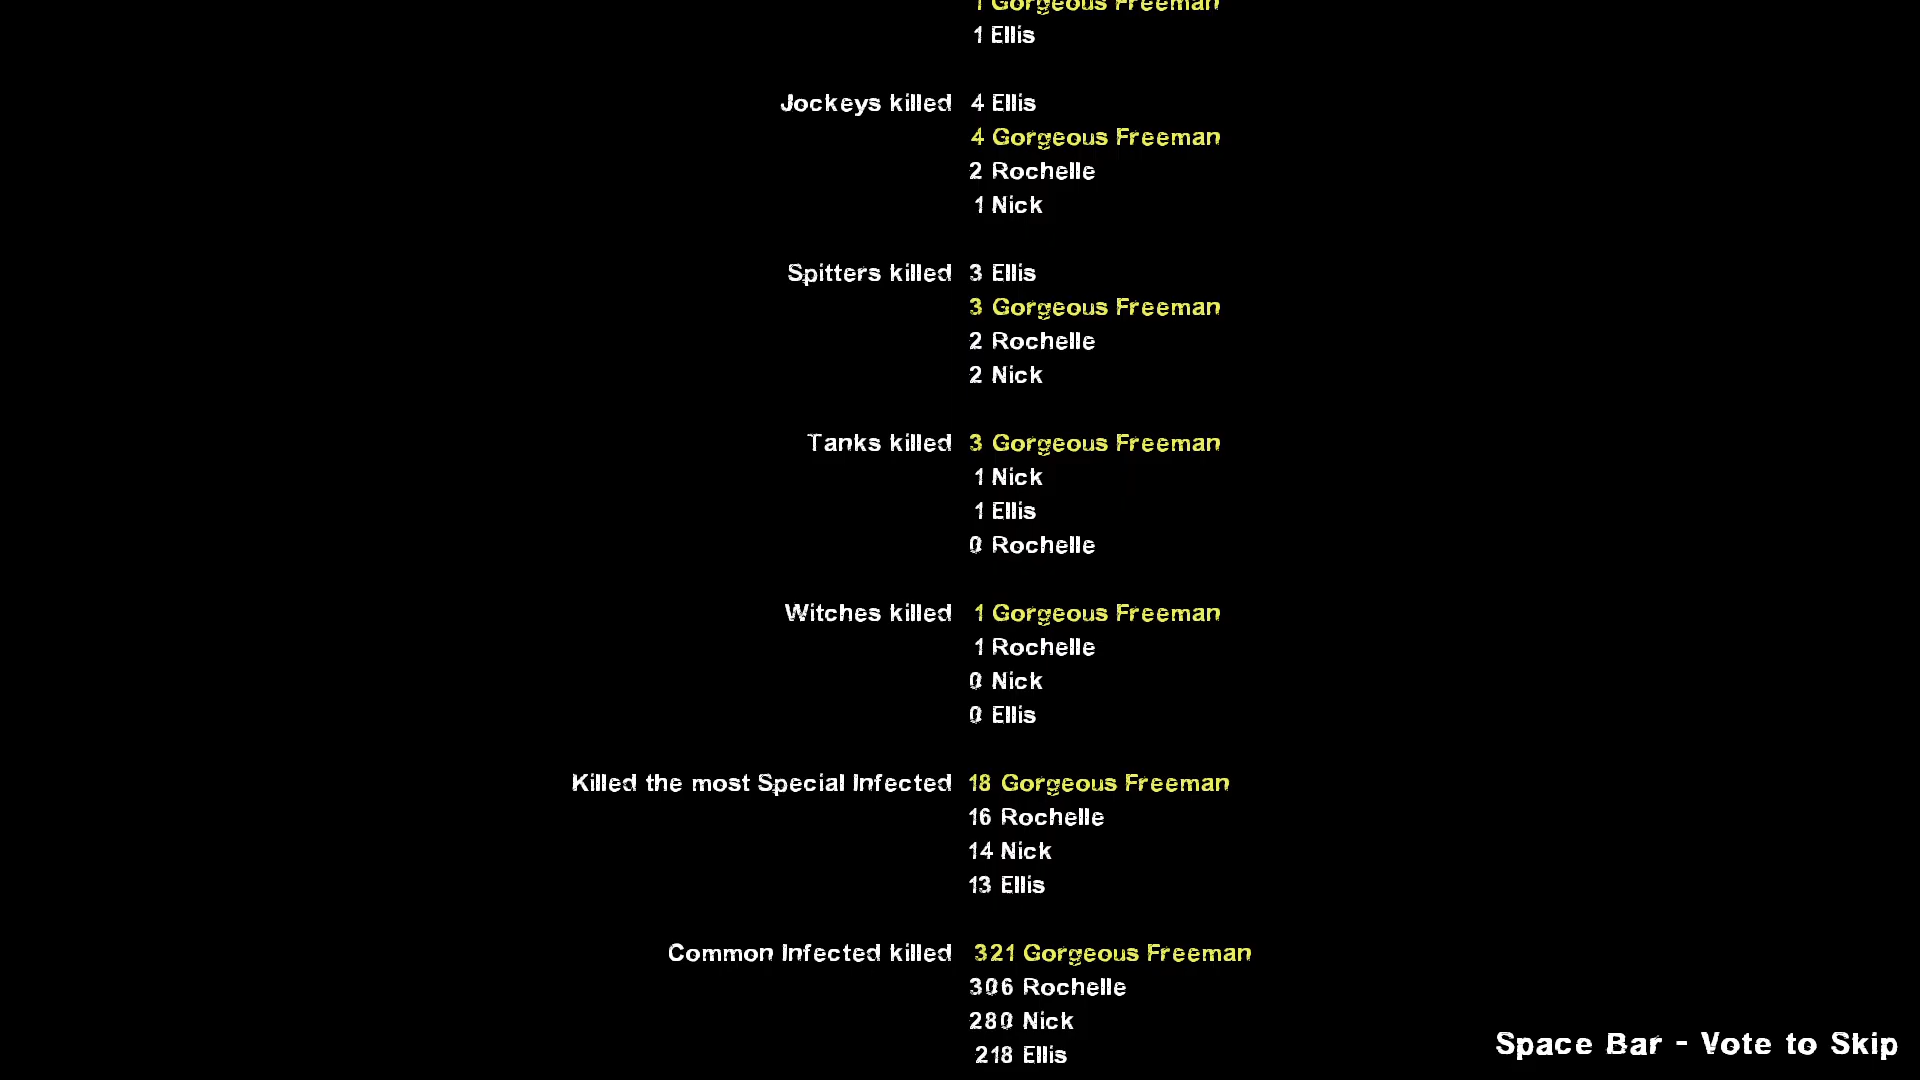 1 Gorgeous Freeman
1 Ellis
Jockeys killed 4 Ellis
4 Gorgeous Freeman
2 Rochelle
1 Nick
Spitters killed 3 Ellis
3 Gorgeous Freeman
2 Rochelle
2 Nick
Tanks killed 3 Gorgeous Freeman
1 Nick
1 Ellis
0 Rochelle
Witches killed 1 Gorgeous Freeman
1 Rochelle
0 Nick
0 Ellis
Killed the most Special Infected 18 Gorgeous Freeman
16 Rochelle
14 Nick
13 Ellis
Common Infected killed 321 Gorgeous Freeman
306 Rochelle
280 Nick
218 Ellis
Space Bar - Vote to Skip